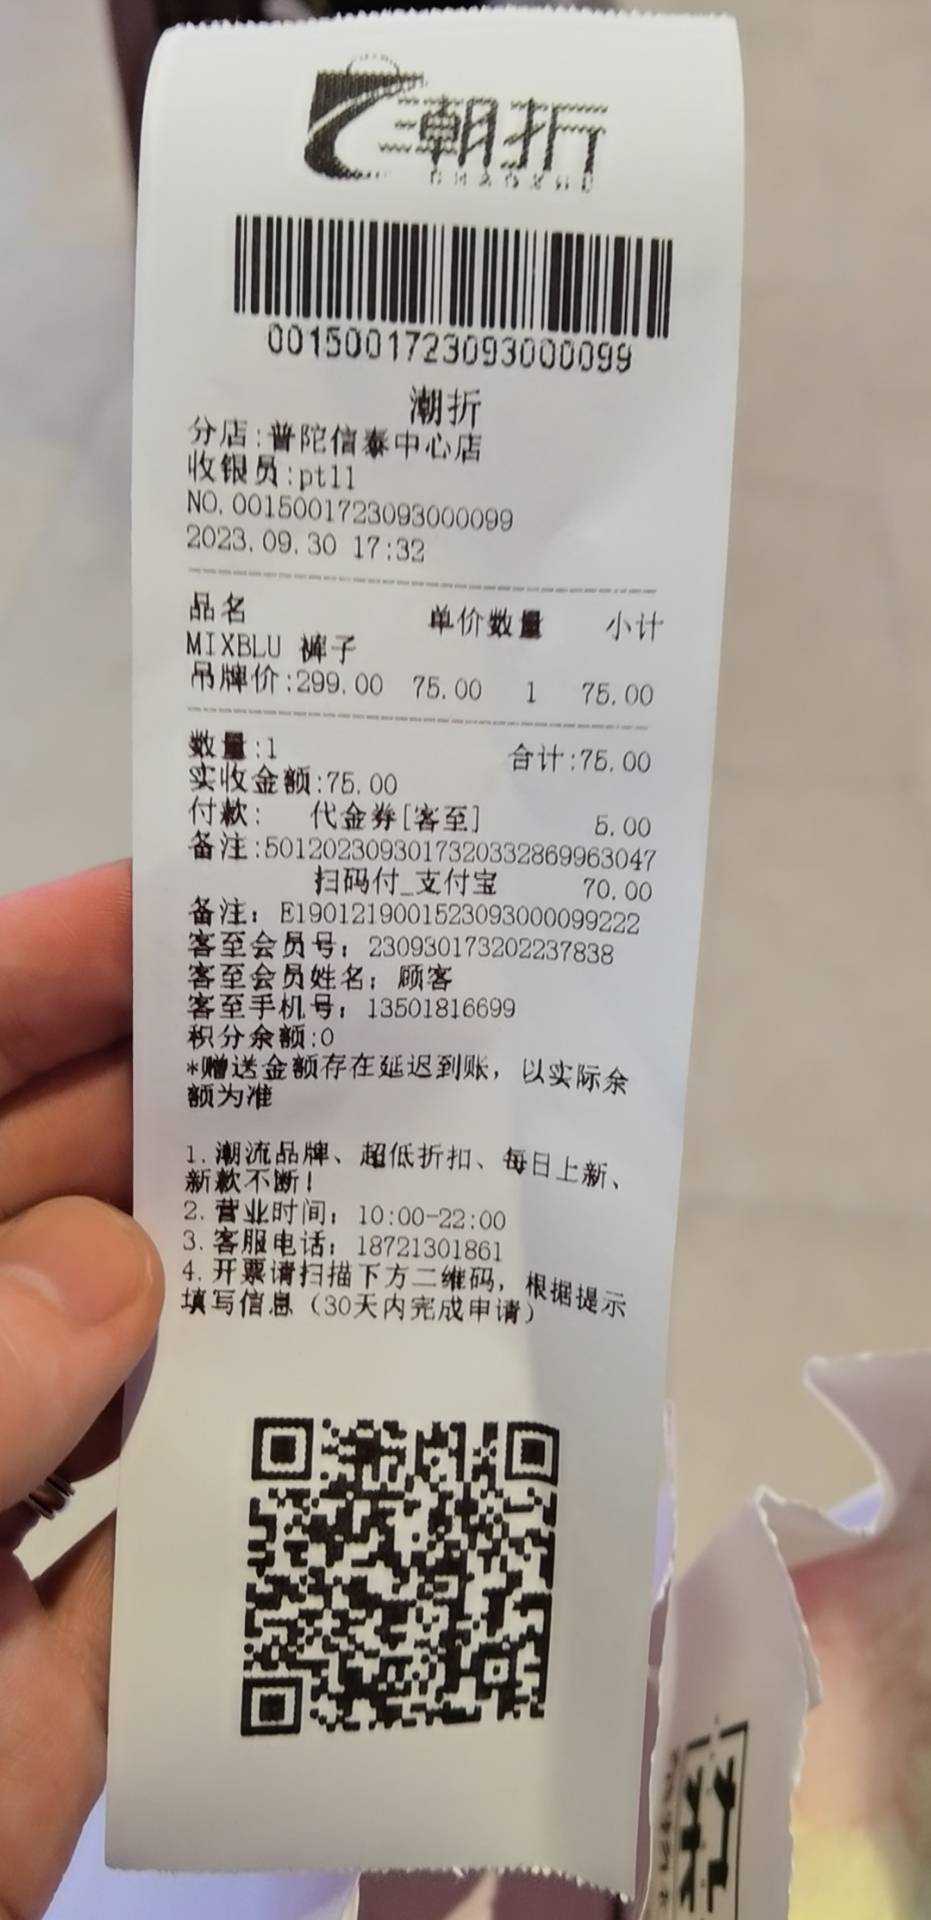 潮折
CHAOZHE
0015001723093000099
潮折
分店:普陀信泰中心店
收银员:pt11
NO.0015001723093000099
2023.09.30 17:32
品名 单价数量 小计
MIXBLU 裤子
吊牌价:299.00 75.00 1 75.00
数量:1 合计:75.00
实收金额:75.00
付款: 代金券[客至] 5.00
备注:5012023093017320332869963047
扫码付_支付宝 70.00
备注: E1901219001523093000099222
客至会员号: 230930173202237838
客至会员姓名: 顾客
客至手机号: 13501816699
积分余额:0
*赠送金额存在延迟到账, 以实际余
额为准
1.潮流品牌、超低折扣、每日上新、
新款不断!
2.营业时间: 10:00-22:00
3.客服电话: 18721301861
4.开票请扫描下方二维码, 根据提示
填写信息 (30天内完成申请)